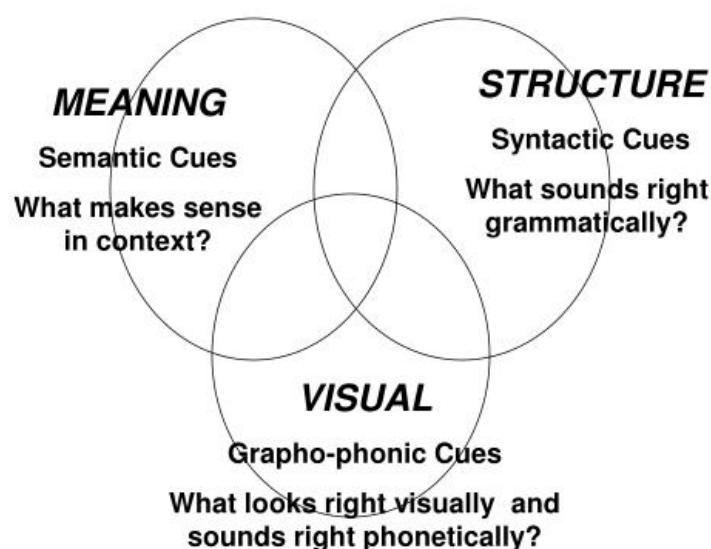 MEANING
Semantic Cues
What makes sense
in context?
STRUCTURE
Syntactic Cues
What sounds right
grammatically?
VISUAL
Grapho-phonic Cues
What looks right visually and
sounds right phonetically?